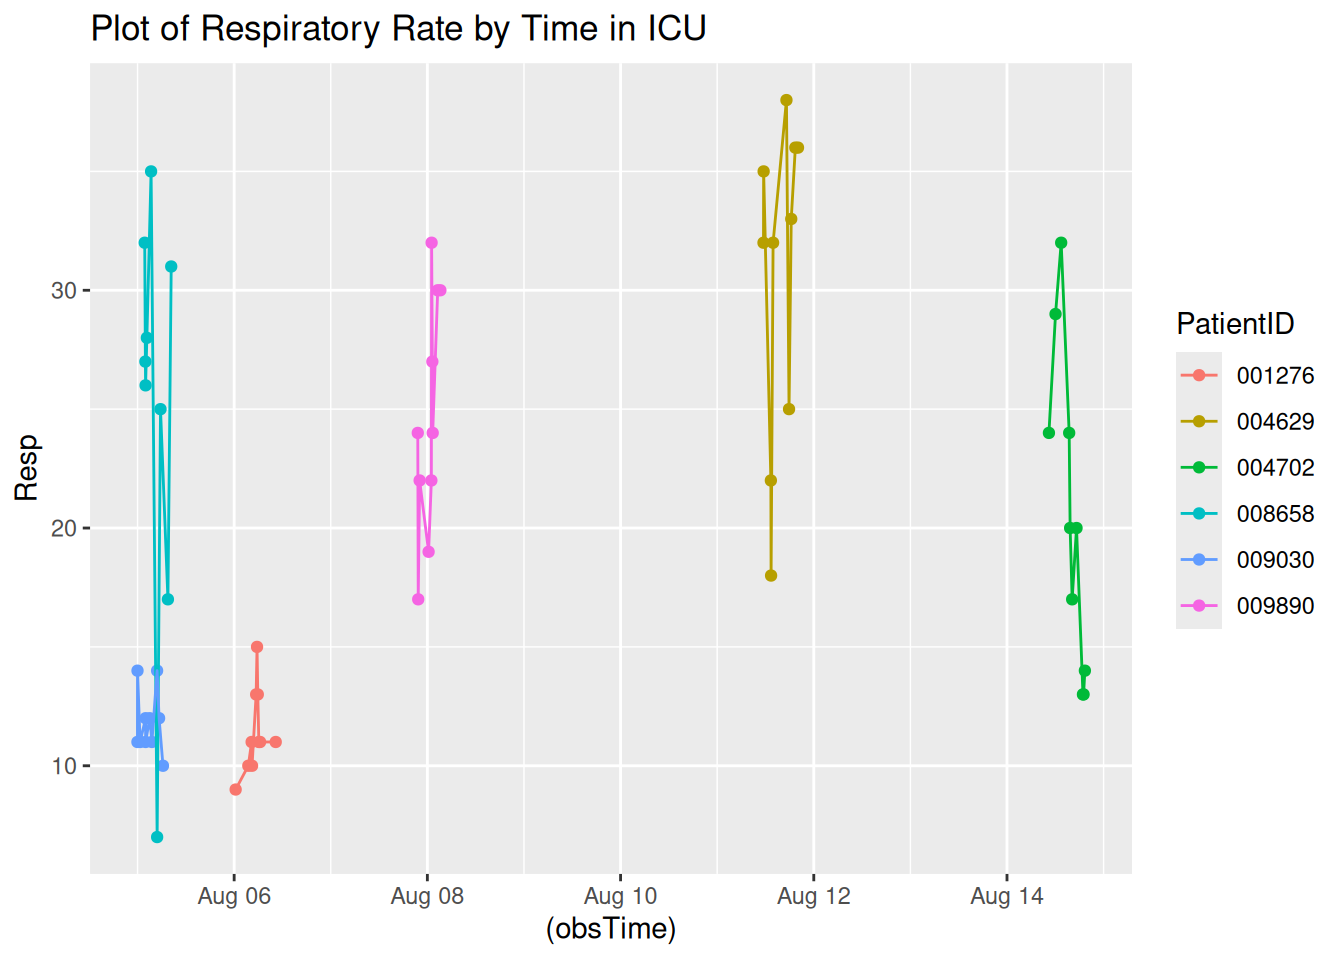 Plot of Respiratory Rate by Time in ICU
Resp
30
20
10
Aug 06
Aug 08
Aug 10
Aug 12
Aug 14
(obsTime)
PatientID
001276
004629
004702
008658
009030
009890